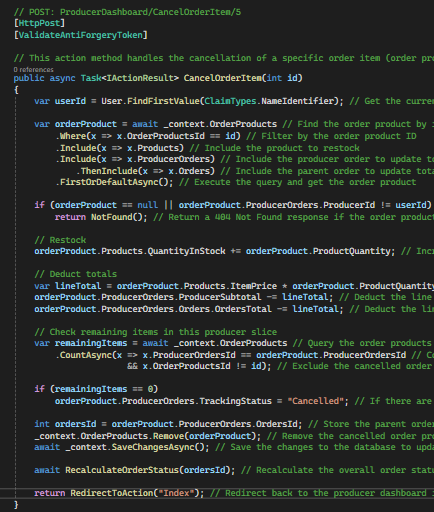 // POST: ProducerDashboard/CancelOrderItem/5
[HttpPost]
[ValidateAntiForgeryToken]
// This action method handles the cancellation of a specific order item (order pro
0 references
public async Task<IActionResult> CancelOrderItem(int id)
{
var userId = User.FindFirstValue(ClaimTypes.NameIdentifier); // Get the curre
var orderProduct = await _context.OrderProducts // Find the order product by i
.Where(x => x.OrderProductsId == id) // Filter by the order product ID
.Include(x => x.Products) // Include the product to restock
.Include(x => x.ProducerOrders) // Include the producer order to update to
.ThenInclude(x => x.Orders) // Include the parent order to update tota
.FirstOrDefaultAsync(); // Execute the query and get the order product
if (orderProduct == null || orderProduct.ProducerOrders.ProducerId != userId)
return NotFound(); // Return a 404 Not Found response if the order produc
// Restock
orderProduct.Products.QuantityInStock += orderProduct.ProductQuantity; // Incr
// Deduct totals
var lineTotal = orderProduct.Products.ItemPrice * orderProduct.ProductQuantity
orderProduct.ProducerOrders.ProducerSubtotal -= lineTotal; // Deduct the line
orderProduct.ProducerOrders.Orders.OrdersTotal -= lineTotal; // Deduct the lin
// Check remaining items in this producer slice
var remainingItems = await _context.OrderProducts // Query the order products
.CountAsync(x => x.ProducerOrdersId == orderProduct.ProducerOrdersId // Co
&& x.OrderProductsId != id); // Exclude the cancelled order
if (remainingItems == 0)
orderProduct.ProducerOrders.TrackingStatus = "Cancelled"; // If there are
int ordersId = orderProduct.ProducerOrders.OrdersId; // Store the parent order
_context.OrderProducts.Remove(orderProduct); // Remove the cancelled order pro
await _context.SaveChangesAsync(); // Save the changes to the database to upda
await RecalculateOrderStatus(ordersId); // Recalculate the overall order statu
return RedirectToAction("Index"); // Redirect back to the producer dashboard i
}